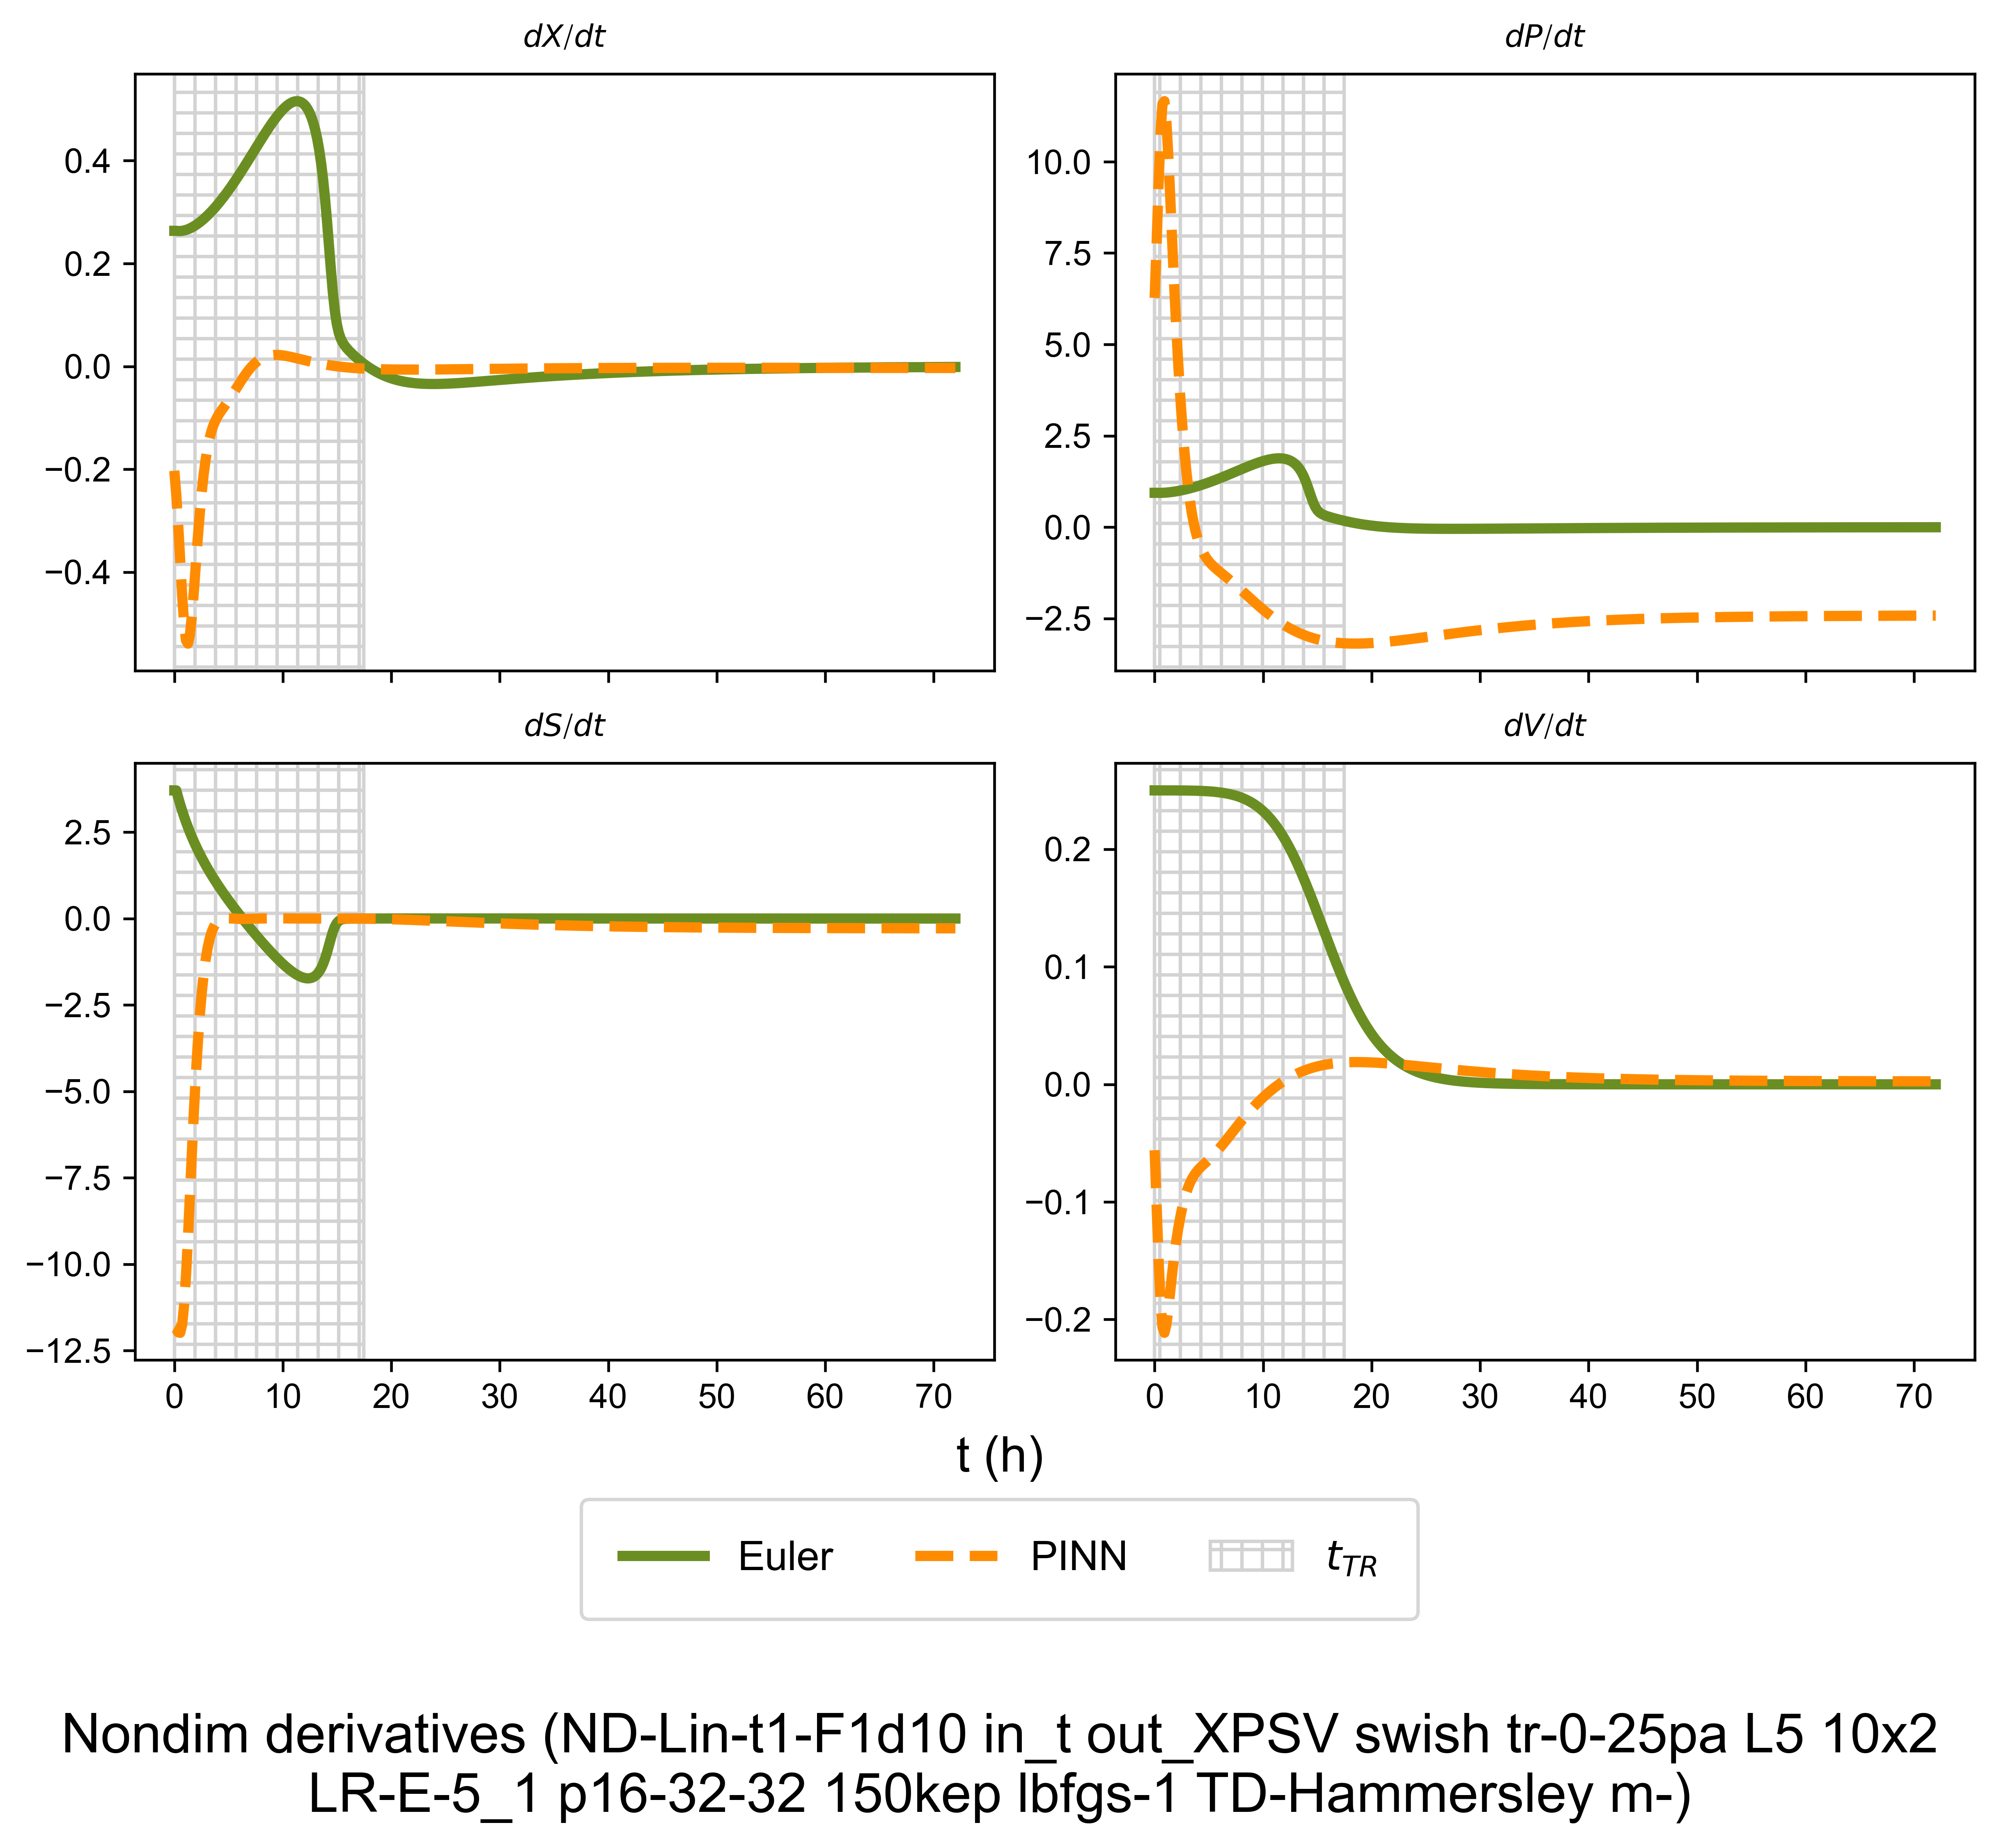 dX/dt
dP/dt
0.4
0.2
0.0
−0.2
−0.4
10.0
7.5
5.0
2.5
0.0
−2.5
dS/dt
dV/dt
2.5
0.0
−2.5
−5.0
−7.5
−10.0
−12.5
0.2
0.1
0.0
−0.1
−0.2
0 10 20 30 40 50 60 70
0 10 20 30 40 50 60 70
t (h)
Euler PINN t_TR
Nondim derivatives (ND-Lin-t1-F1d10 in_t out_XPSV swish tr-0-25pa L5 10x2
LR-E-5_1 p16-32-32 150kep lbfgs-1 TD-Hammersley m-)